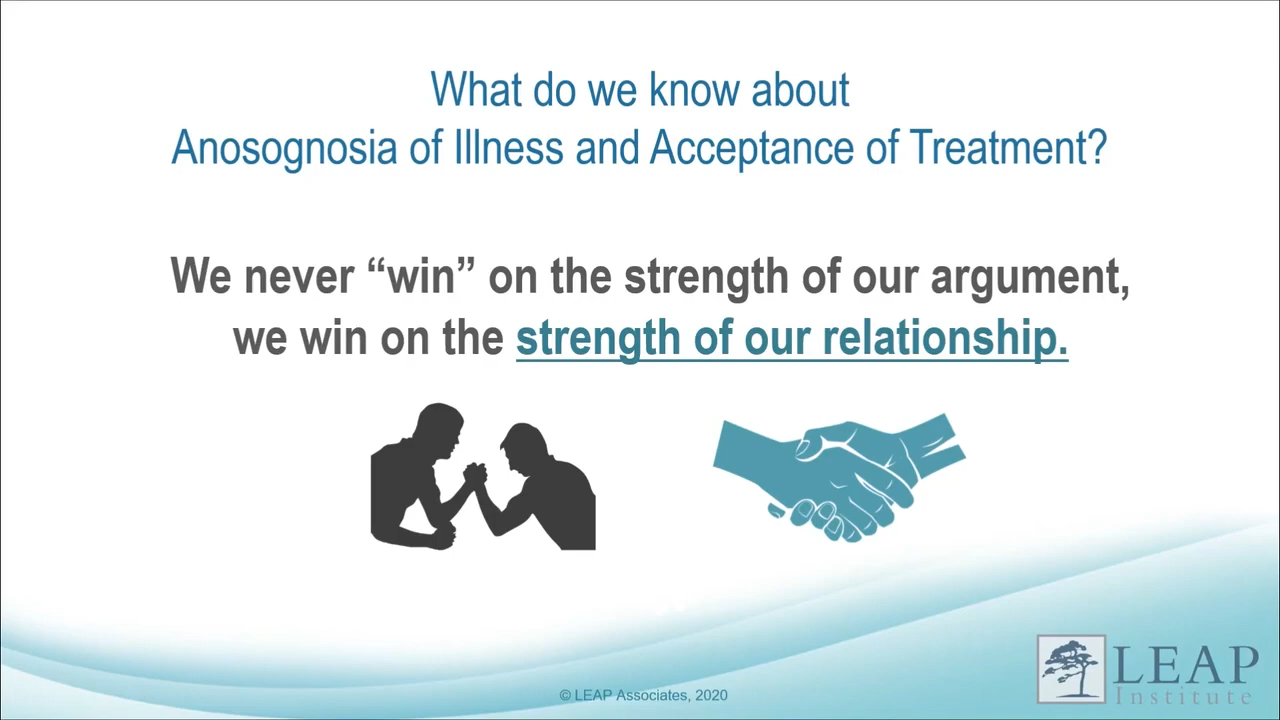 What do we know about
Anosognosia of Illness and Acceptance of Treatment?
We never “win” on the strength of our argument,
we win on the strength of our relationship.
© LEAP Associates, 2020
LEAP
Institute